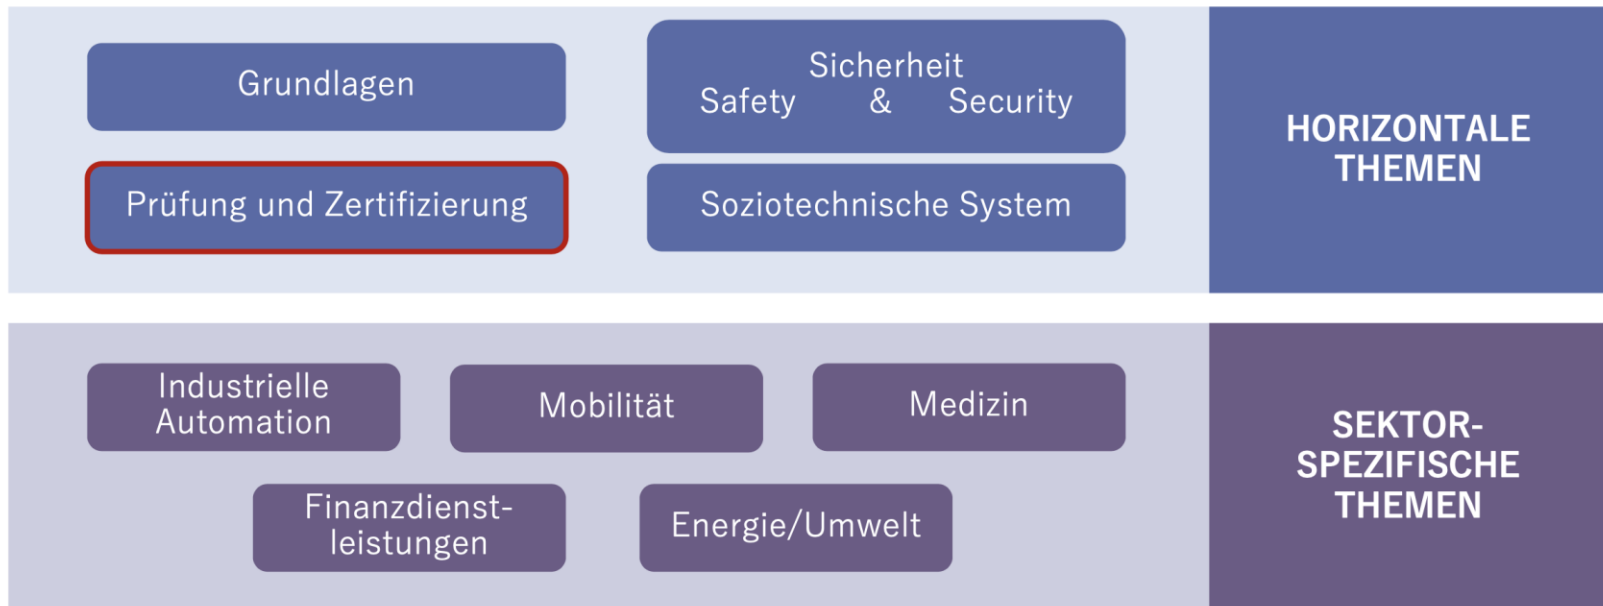 Grundlagen
Sicherheit
Safety & Security
Prüfung und Zertifizierung
Soziotechnische System
HORIZONTALE
THEMEN
Industrielle
Automation
Mobilität
Medizin
Finanzdienst-
leistungen
Energie/Umwelt
SEKTOR-
SPEZIFISCHE
THEMEN